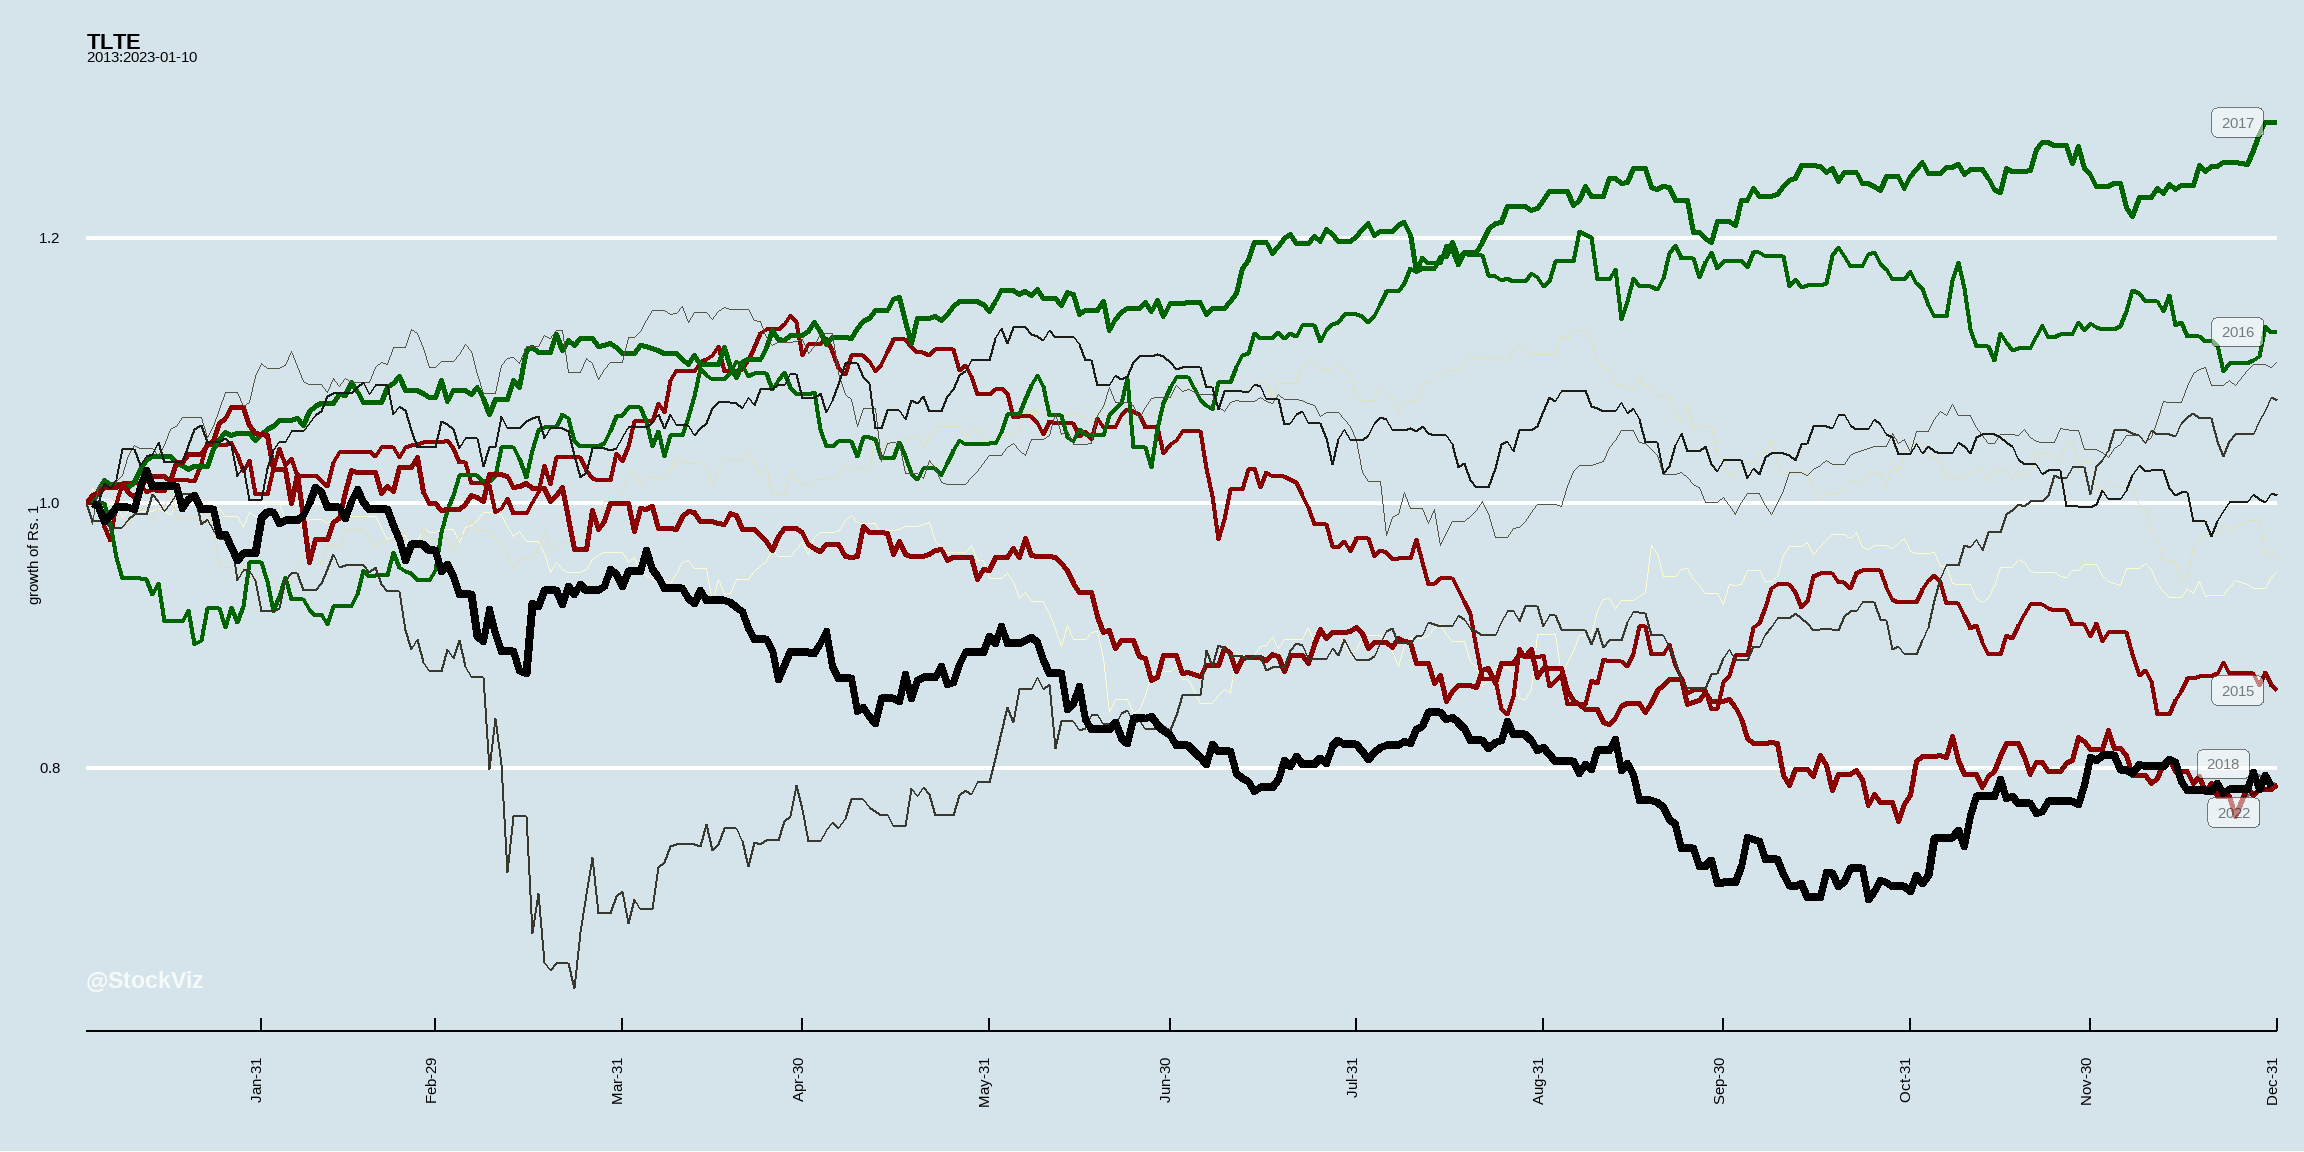 TLTE
2013:2023-01-10
2017
1.2
2016
1.0
growth of Rs. 1
2015
0.8
2018
2022
@StockViz
Jan-31
Feb-29
Mar-31
Apr-30
May-31
Jun-30
Jul-31
Aug-31
Sep-30
Oct-31
Nov-30
Dec-31